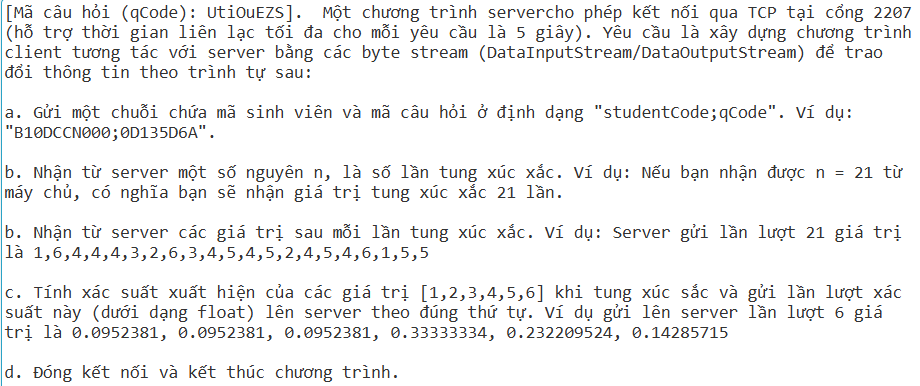 [Mã câu hỏi (qCode): UtiOuEZS].  Một chương trình servercho phép kết nối qua TCP tại cổng 2207
(hỗ trợ thời gian liên lạc tối đa cho mỗi yêu cầu là 5 giây). Yêu cầu là xây dựng chương trình
client tương tác với server bằng các byte stream (DataInputStream/DataOutputStream) để trao
đổi thông tin theo trình tự sau:
a. Gửi một chuỗi chứa mã sinh viên và mã câu hỏi ở định dạng "studentCode;qCode". Ví dụ:
"B10DCCN000;0D135D6A".
b. Nhận từ server một số nguyên n, là số lần tung xúc xắc. Ví dụ: Nếu bạn nhận được n = 21 từ
máy chủ, có nghĩa bạn sẽ nhận giá trị tung xúc xắc 21 lần.
b. Nhận từ server các giá trị sau mỗi lần tung xúc xắc. Ví dụ: Server gửi lần lượt 21 giá trị
là 1,6,4,4,4,3,2,6,3,4,5,4,5,2,4,5,4,6,1,5,5
c. Tính xác suất xuất hiện của các giá trị [1,2,3,4,5,6] khi tung xúc sắc và gửi lần lượt xác
suất này (dưới dạng float) lên server theo đúng thứ tự. Ví dụ gửi lên server lần lượt 6 giá
trị là 0.0952381, 0.0952381, 0.0952381, 0.33333334, 0.232209524, 0.14285715
d. Đóng kết nối và kết thúc chương trình.